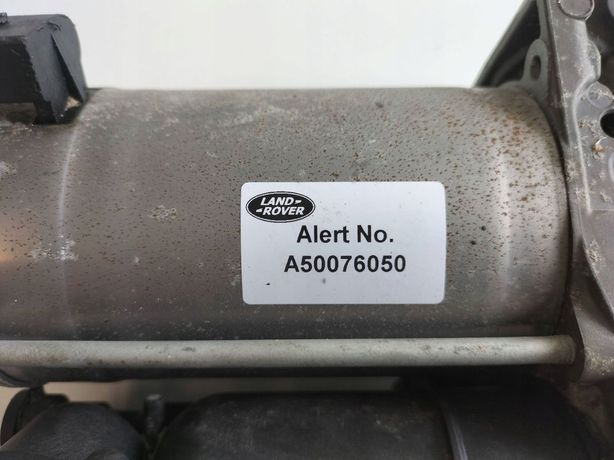 LAND-
-ROVER
Alert No.
A50076050